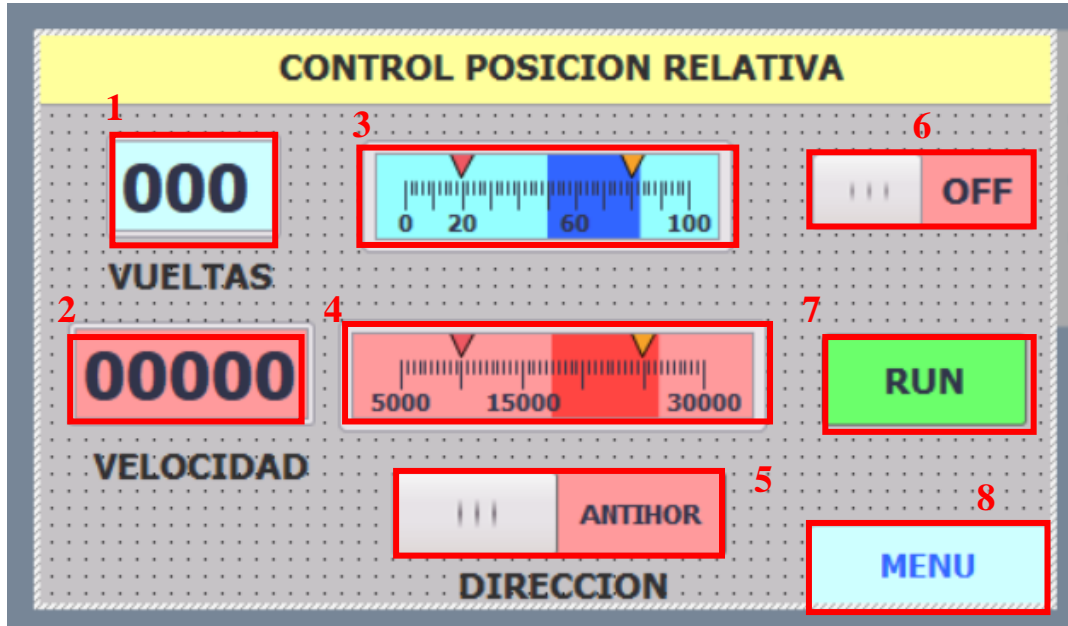 CONTROL POSICION RELATIVA
1
3
6
000
0 20 60 100
OFF
VUELTAS
2
4
7
00000
5000 15000 30000
RUN
VELOCIDAD
5
ANTIHOR
8
MENU
DIRECCION